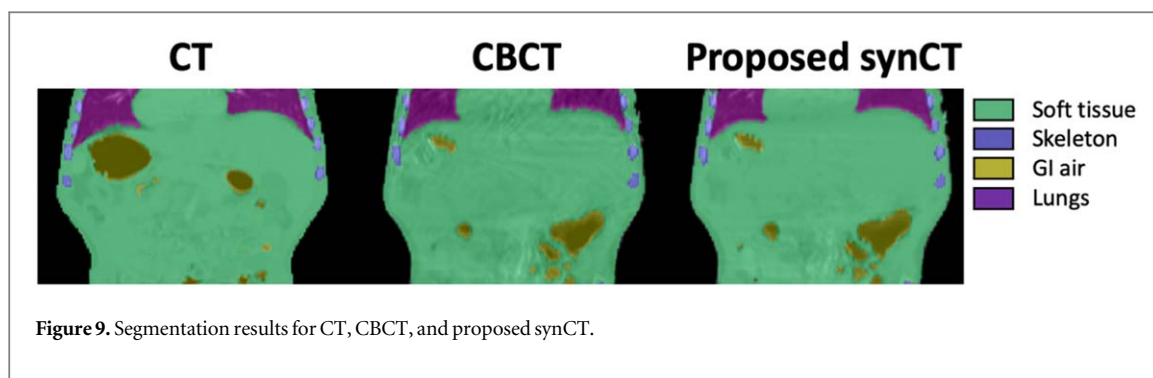 CT
CBCT
Proposed synCT
Soft tissue
Skeleton
GI air
Lungs
Figure 9. Segmentation results for CT, CBCT, and proposed synCT.